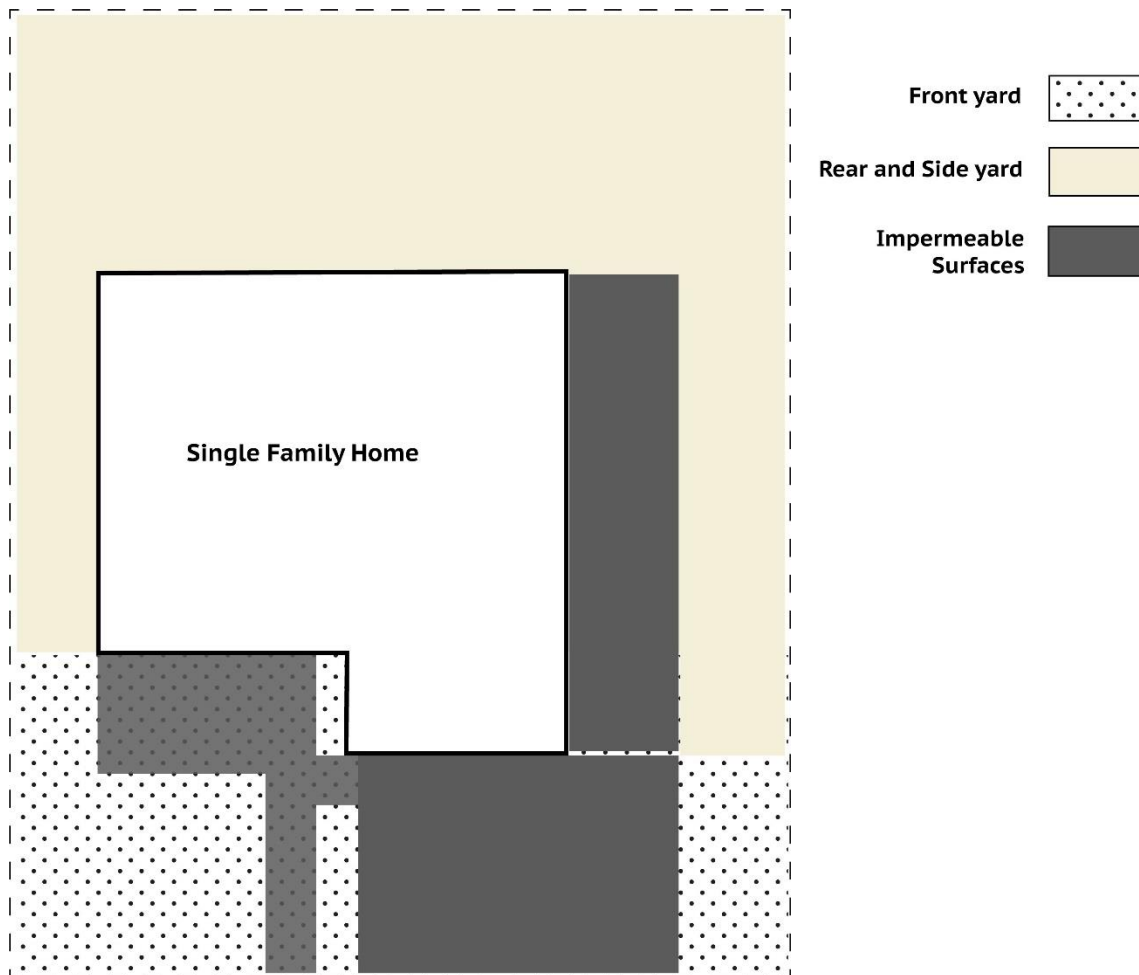 Front yard
Rear and Side yard
Impermeable
Surfaces
Single Family Home